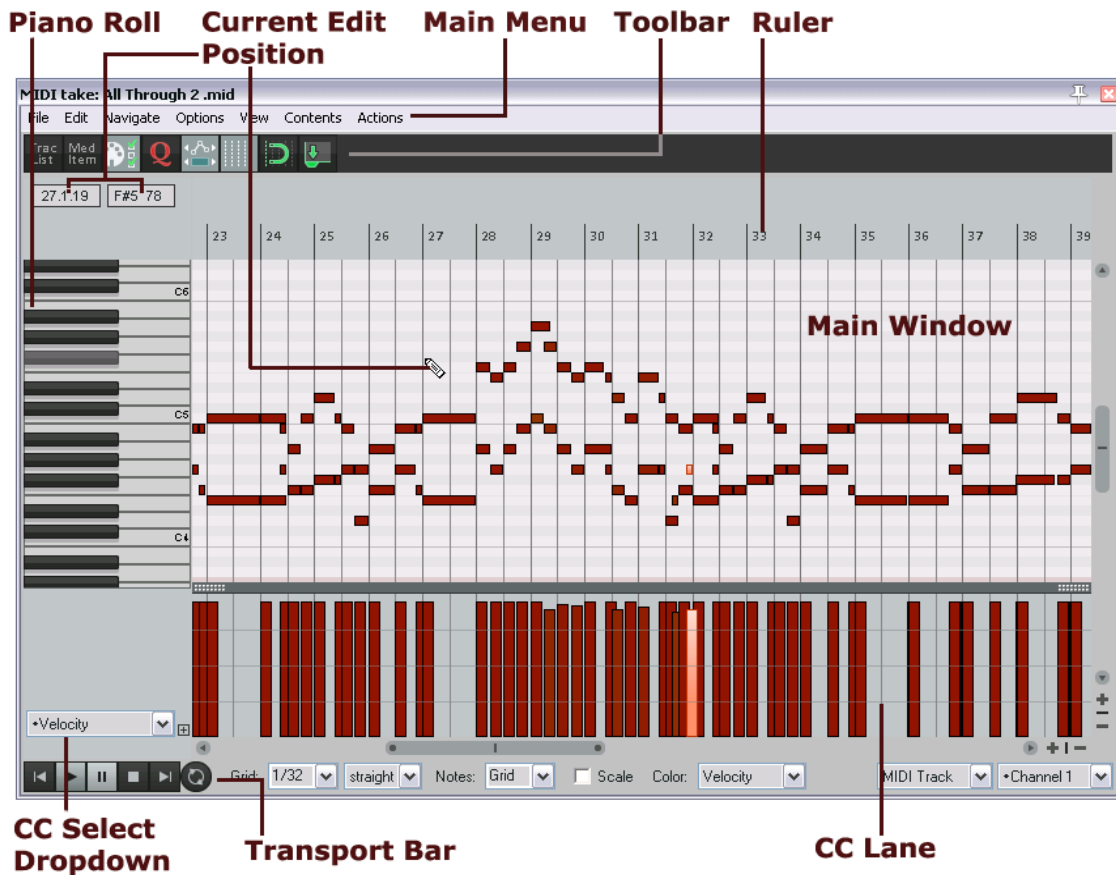 Piano Roll
Current Edit Position
Main Menu
Toolbar
Ruler
MIDI take: All Through 2 .mid
File Edit Navigate Options View Contents Actions
Trac List
Med Item
Q
27.1.19 F#5 78
23 24 25 26 27 28 29 30 31 32 33 34 35 36 37 38 39
C6
Main Window
C5
C4
•Velocity
Grid: 1/32 straight Notes: Grid Scale Color: Velocity MIDI Track •Channel 1
CC Select Dropdown
Transport Bar
CC Lane